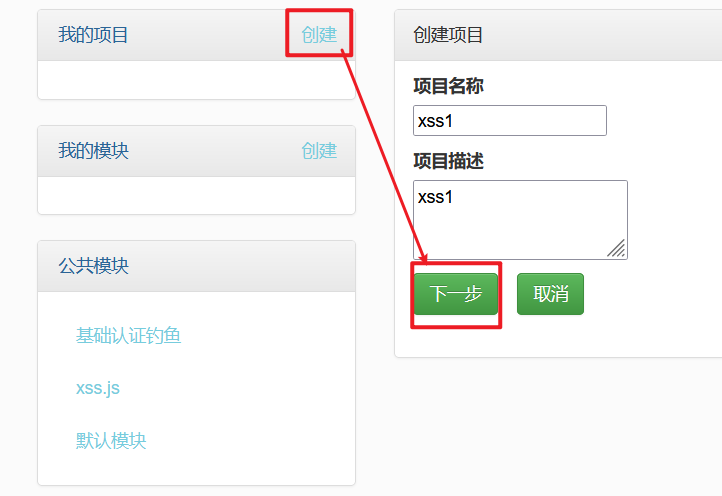 我的项目
创建
我的模块
创建
公共模块
基础认证钓鱼
xss.js
默认模块
创建项目
项目名称
xss1
项目描述
xss1
下一步
取消